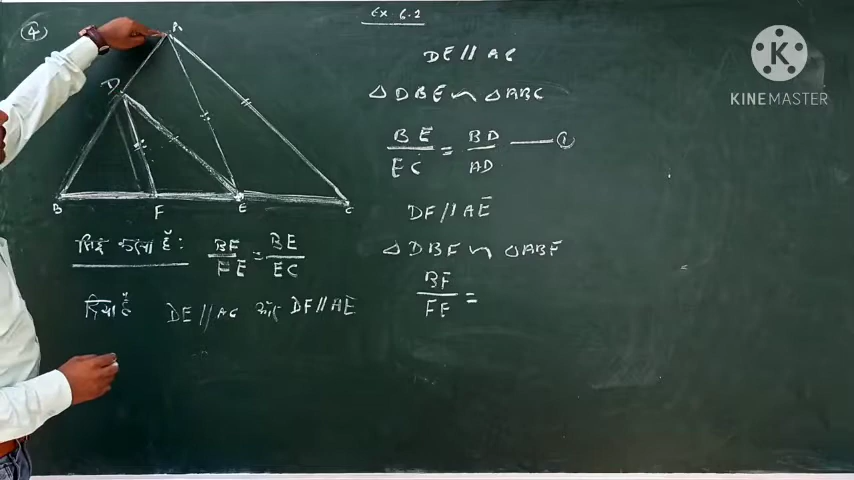 Ex. 6.2
(4)
A
D
B F E C
सिद्ध करना है:
BF/FE = BE/EC
दिया है DE // AC और DF // AE
DE // AC
△DBE ∽ △ABC
BE/EC = BD/AD —— ①
DF // AE
△DBF ∽ △ABE
BF/FE =
K
KINEMASTER